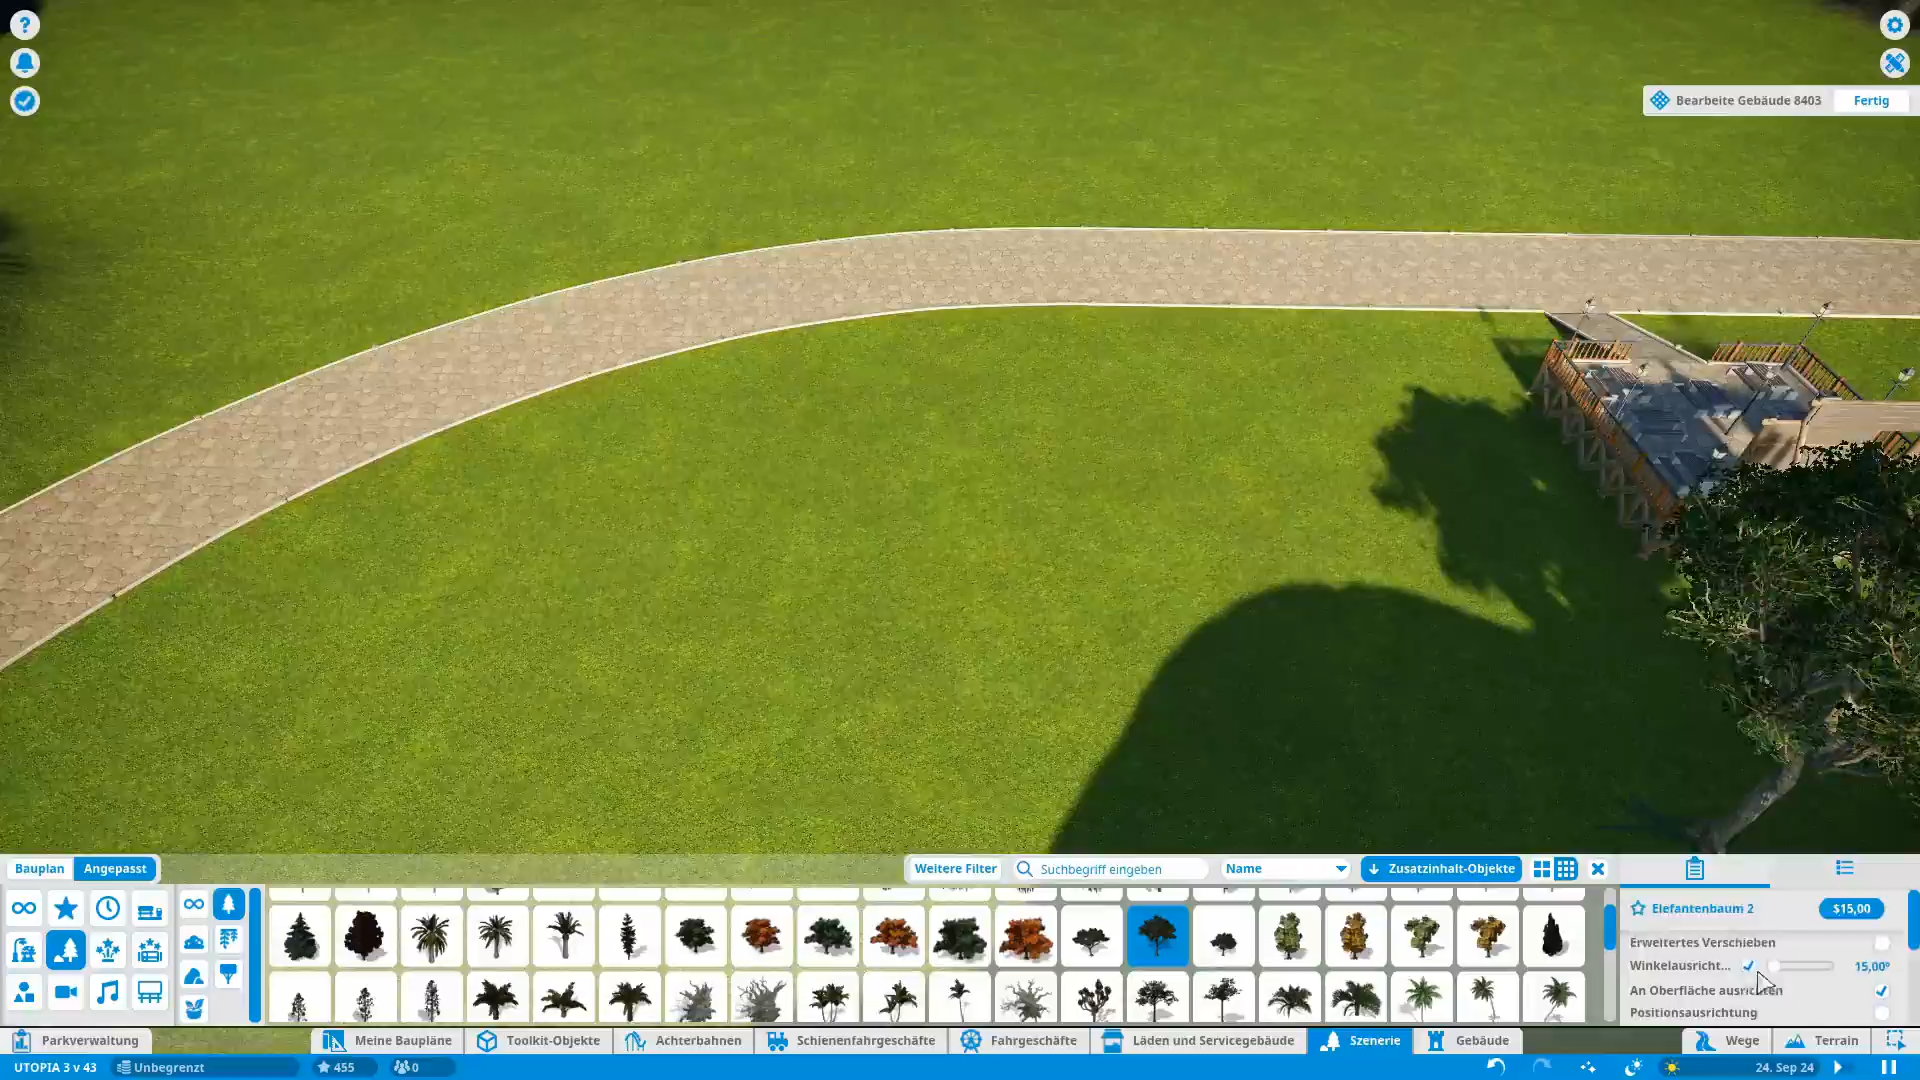 Bearbeite Gebäude 8403
Fertig
Bauplan
Angepasst
Weitere Filter
Suchbegriff eingeben
Name
Zusatzinhalt-Objekte
Elefantenbaum 2
$15,00
Erweitertes Verschieben
Winkelausricht...
15,00°
An Oberfläche ausrichten
Positionsausrichtung
Parkverwaltung
Meine Baupläne
Toolkit-Objekte
Achterbahnen
Schienenfahrgeschäfte
Fahrgeschäfte
Läden und Servicegebäude
Szenerie
Gebäude
Wege
Terrain
UTOPIA 3 v 43
Unbegrenzt
455
0
24. Sep 24